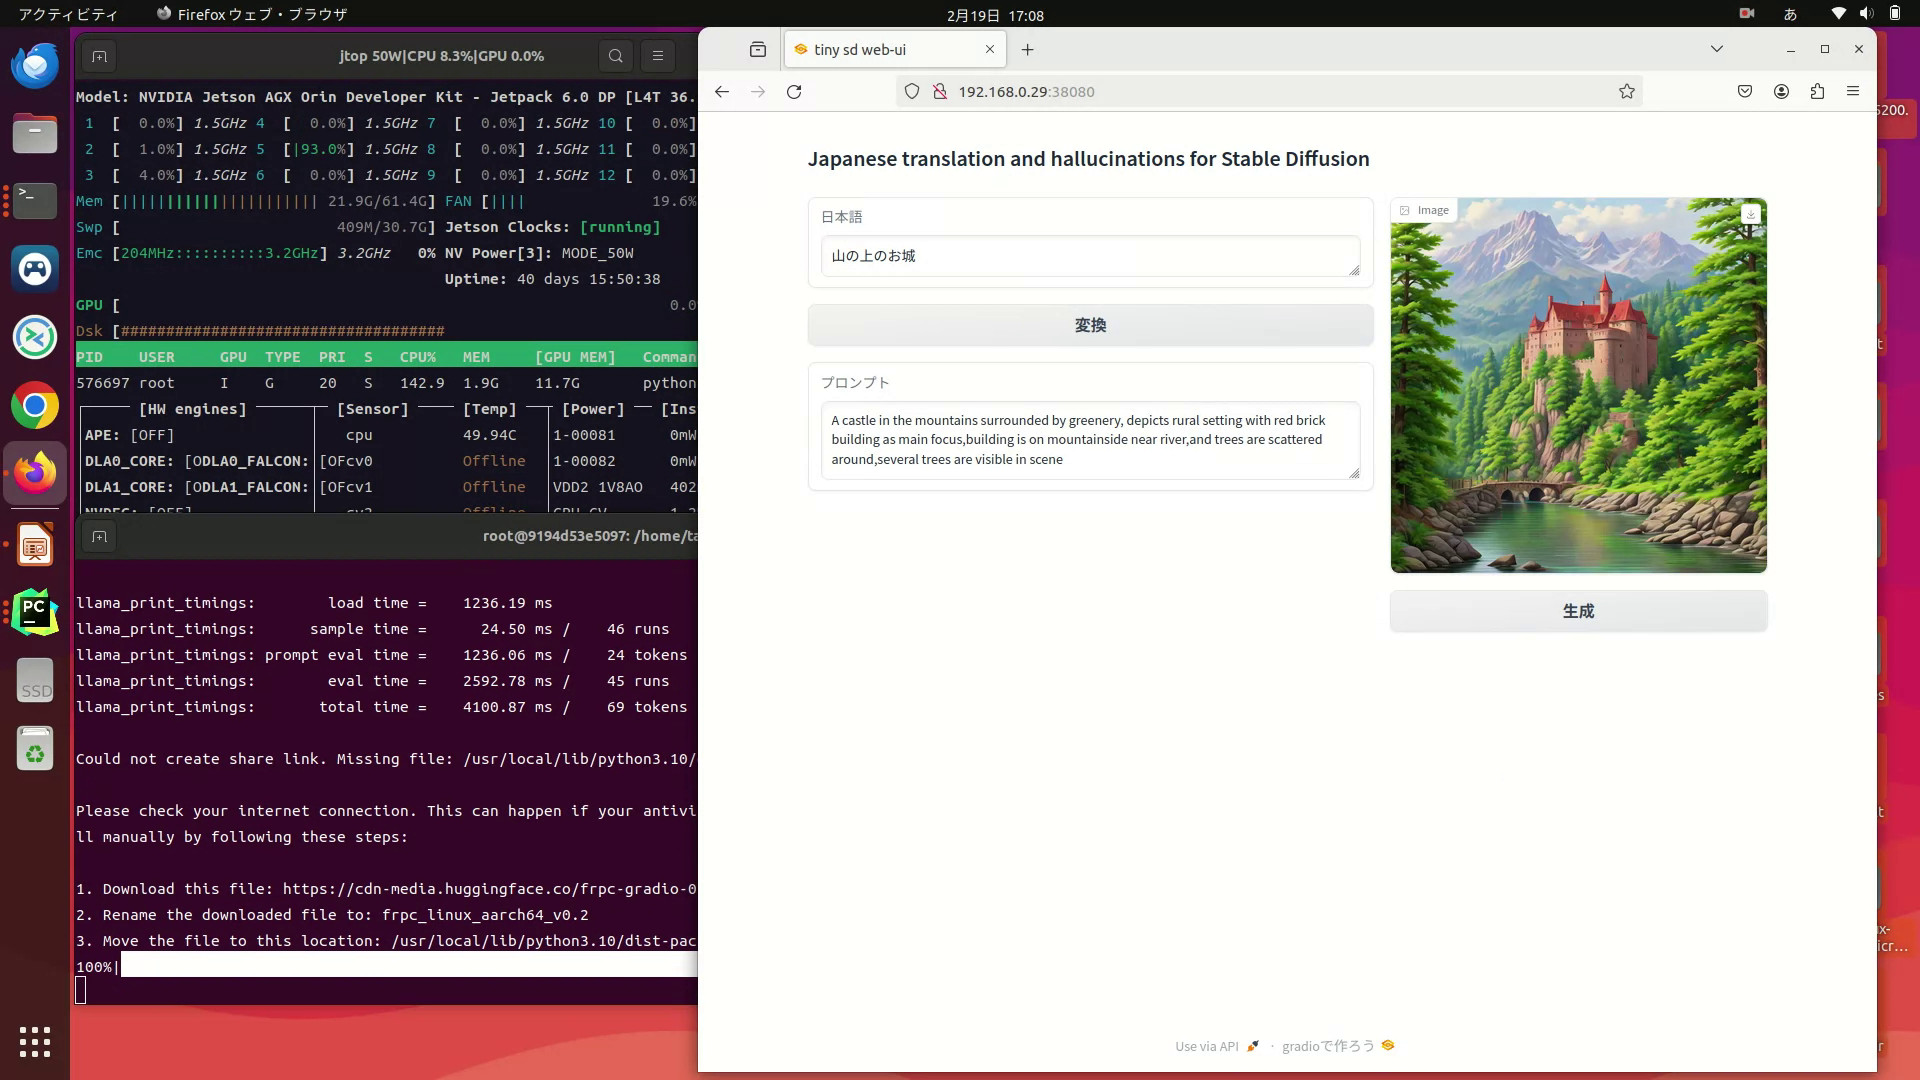 アクティビティ
Firefox ウェブ・ブラウザ
2月19日 17:08
あ
jtop 50W|CPU 8.3%|GPU 0.0%
Model: NVIDIA Jetson AGX Orin Developer Kit - Jetpack 6.0 DP [L4T 36.
1 [ 0.0%] 1.5GHz 4 [ 0.0%] 1.5GHz 7 [ 0.0%] 1.5GHz 10 [ 0.0%]
2 [ 1.0%] 1.5GHz 5 [|93.0%] 1.5GHz 8 [ 0.0%] 1.5GHz 11 [ 0.0%]
3 [ 4.0%] 1.5GHz 6 [ 0.0%] 1.5GHz 9 [ 0.0%] 1.5GHz 12 [ 0.0%]
Mem [||||||||||||||||||||||| 21.9G/61.4G] FAN [|||| 19.6%
Swp [ 409M/30.7G] Jetson Clocks: [running]
Emc [204MHz::::::::::3.2GHz] 3.2GHz 0% NV Power[3]: MODE_50W
Uptime: 40 days 15:50:38
GPU [ 0.0
Dsk [####################################
PID USER GPU TYPE PRI S CPU% MEM [GPU MEM] Comman
576697 root I G 20 S 142.9 1.9G 11.7G python
[HW engines] [Sensor] [Temp] [Power] [Ins
APE: [OFF] cpu 49.94C 1-00081 0mW
DLA0_CORE: [ODLA0_FALCON: [OFcv0 Offline 1-00082 0mW
DLA1_CORE: [ODLA1_FALCON: [OFcv1 Offline VDD2 1V8AO 402
root@9194d53e5097: /home/ta
llama_print_timings: load time = 1236.19 ms
llama_print_timings: sample time = 24.50 ms / 46 runs
llama_print_timings: prompt eval time = 1236.06 ms / 24 tokens
llama_print_timings: eval time = 2592.78 ms / 45 runs
llama_print_timings: total time = 4100.87 ms / 69 tokens
Could not create share link. Missing file: /usr/local/lib/python3.10/
Please check your internet connection. This can happen if your antivi
ll manually by following these steps:
1. Download this file: https://cdn-media.huggingface.co/frpc-gradio-0
2. Rename the downloaded file to: frpc_linux_aarch64_v0.2
3. Move the file to this location: /usr/local/lib/python3.10/dist-pac
100%|
PC
SSD
tiny sd web-ui
192.168.0.29:38080
Japanese translation and hallucinations for Stable Diffusion
日本語
山の上のお城
変換
プロンプト
A castle in the mountains surrounded by greenery, depicts rural setting with red brick
building as main focus,building is on mountainside near river,and trees are scattered
around,several trees are visible in scene
Image
生成
Use via API · gradioで作ろう